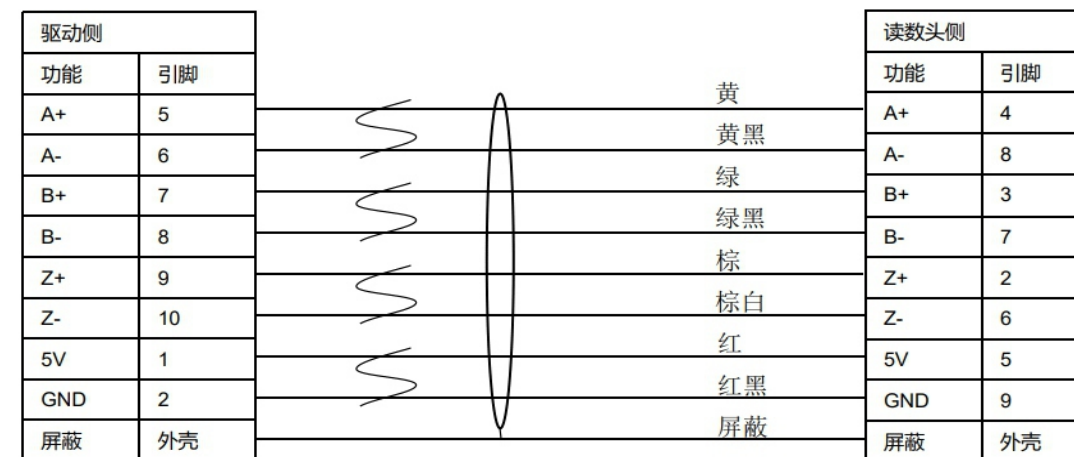 驱动侧
功能 引脚
A+ 5
A- 6
B+ 7
B- 8
Z+ 9
Z- 10
5V 1
GND 2
屏蔽 外壳
黄
黄黑
绿
绿黑
棕
棕白
红
红黑
屏蔽
读数头侧
功能 引脚
A+ 4
A- 8
B+ 3
B- 7
Z+ 2
Z- 6
5V 5
GND 9
屏蔽 外壳